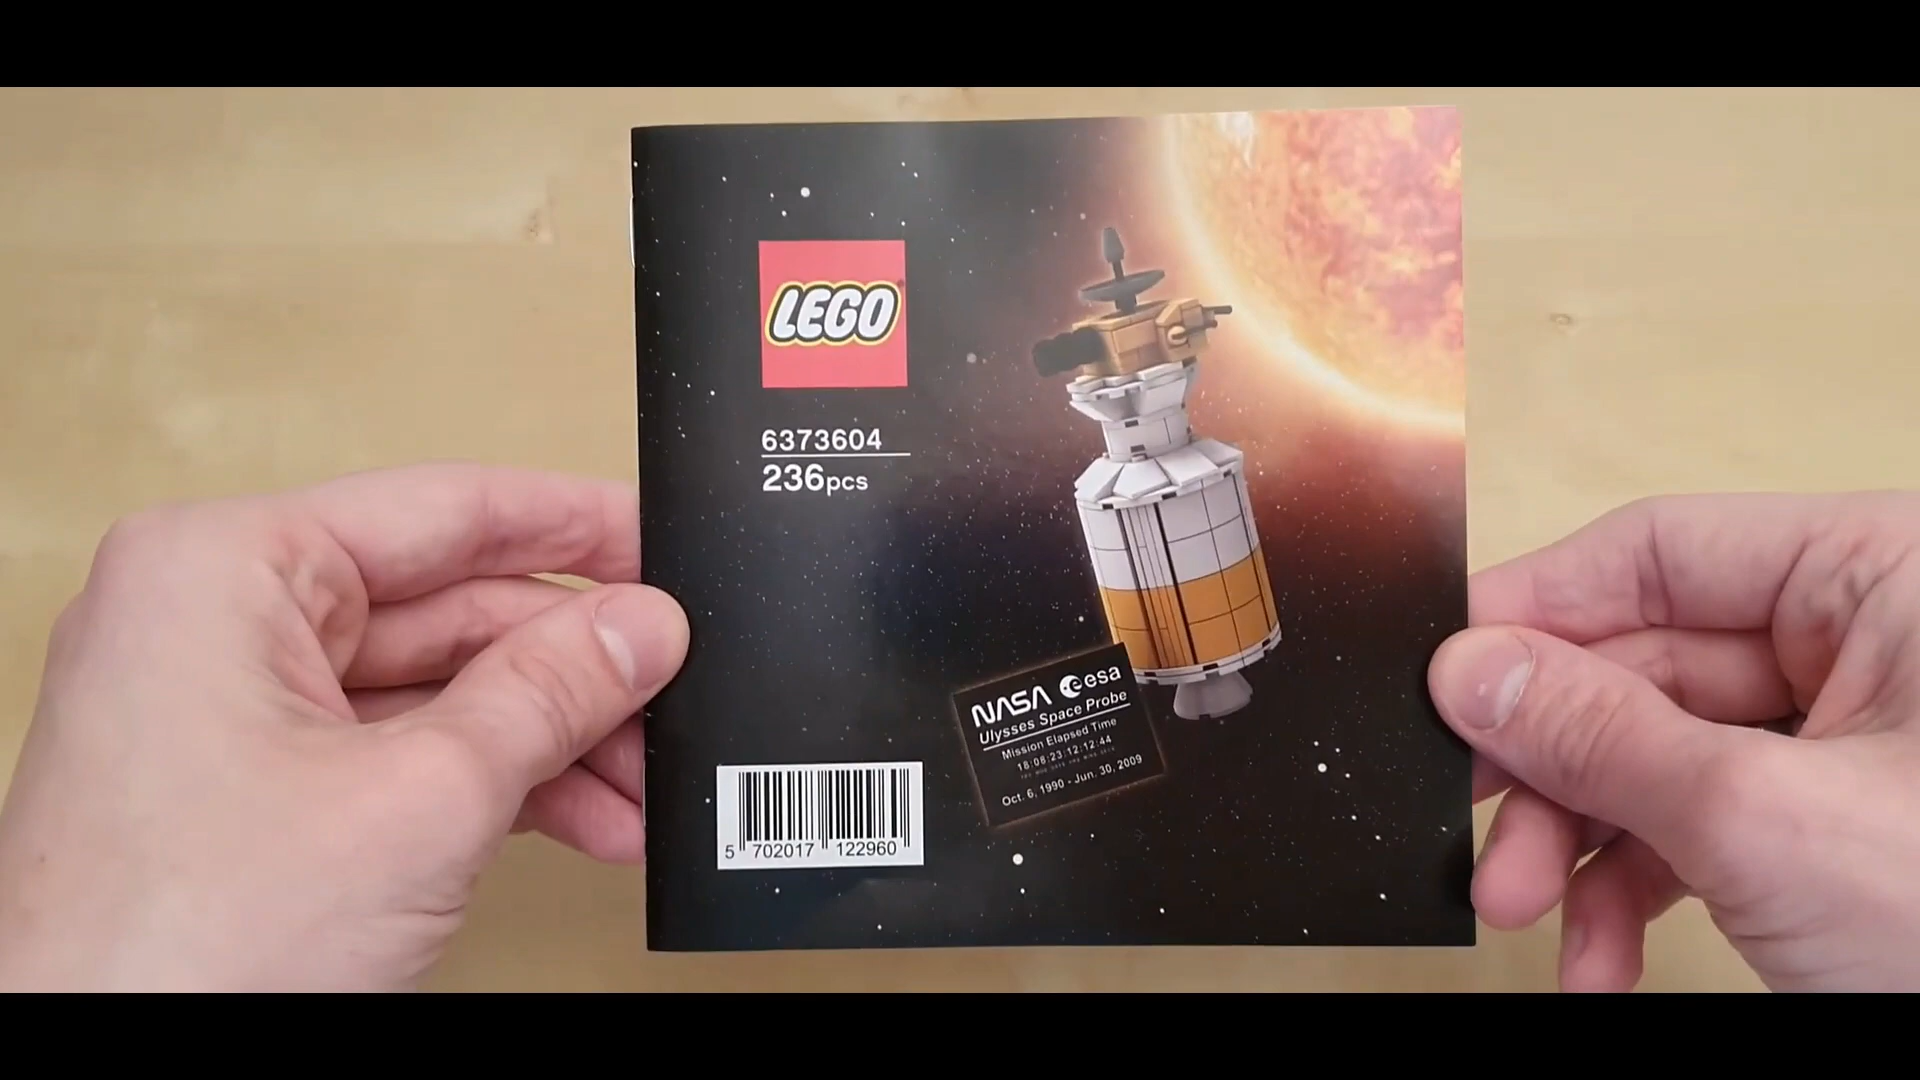 LEGO
6373604
236pcs
NASA esa
Ulysses Space Probe
Mission Elapsed Time
18:08:23:12:12:44
Oct. 6, 1990 - Jun. 30, 2009
5 702017 122960